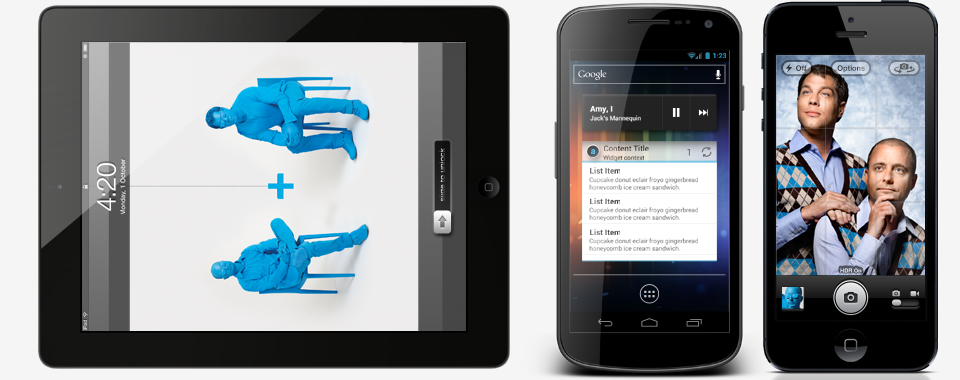 4:20
Monday, 1 October
slide to unlock
iPad
1:23
Google
Amy, I
Jack's Mannequin
Content Title
Widget context
1
List Item
Cupcake donut eclair froyo gingerbread
honeycomb ice cream sandwich.
List Item
Cupcake donut eclair froyo gingerbread
honeycomb ice cream sandwich.
List Item
Cupcake donut eclair froyo gingerbread
honeycomb ice cream sandwich.
Off
Options
HDR On